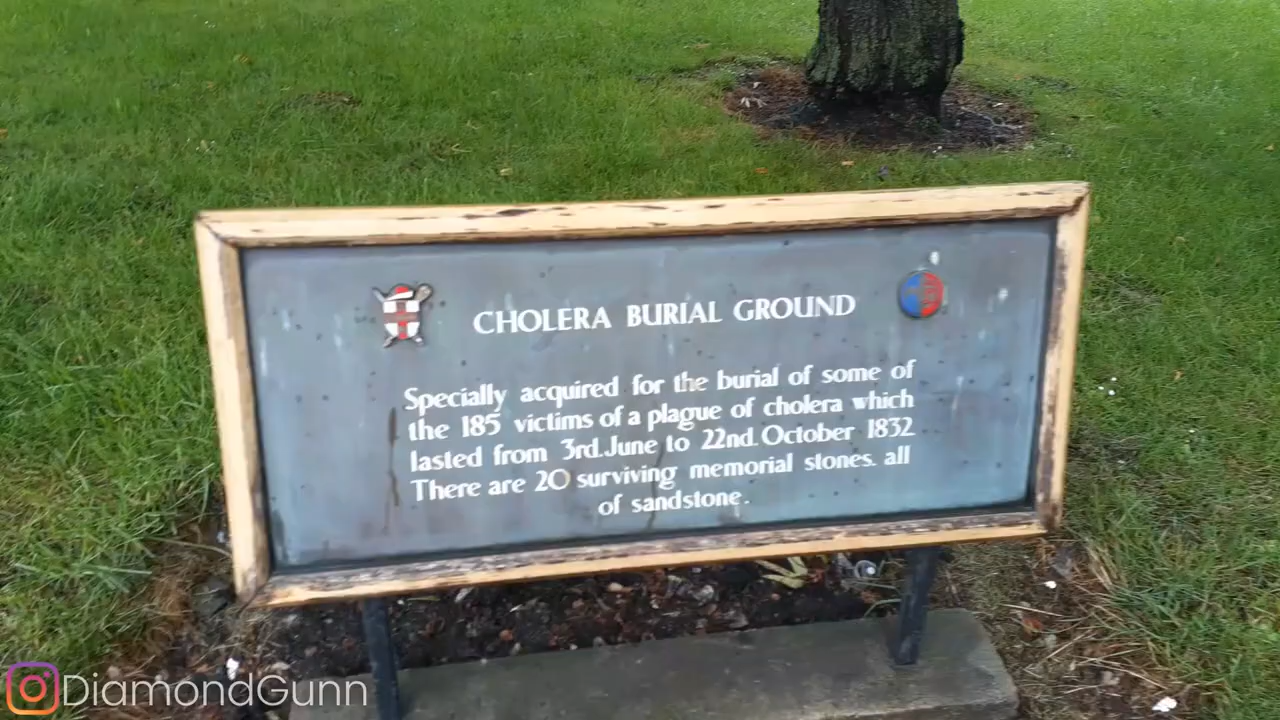 CHOLERA BURIAL GROUND
Specially acquired for the burial of some of
the 185 victims of a plague of cholera which
lasted from 3rd.June to 22nd.October 1832
There are 20 surviving memorial stones. all
of sandstone.
DiamondGunn